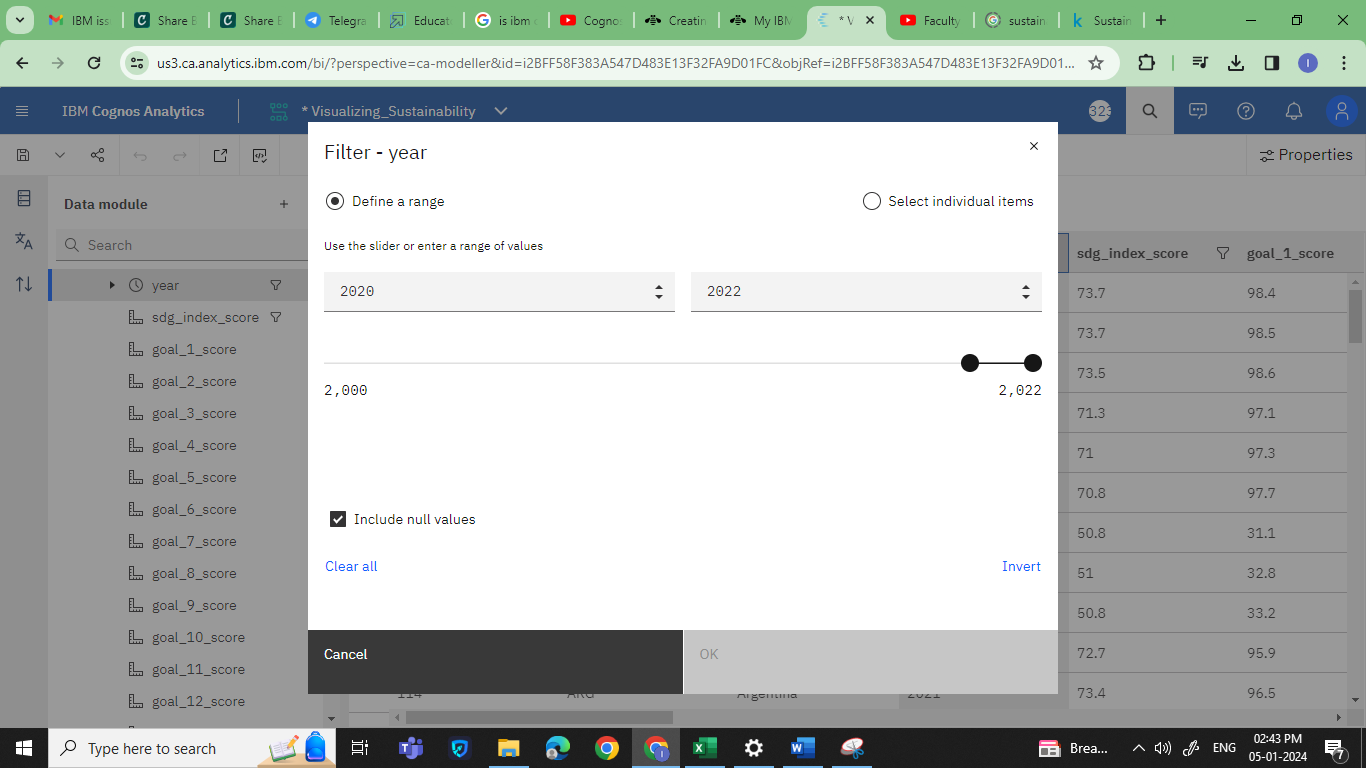 IBM iss
Share B
Share B
Telegra
Educat
is ibm
Cognos
Creatin
My IBM
* V
Faculty
sustain
Sustain
us3.ca.analytics.ibm.com/bi/?perspective=ca-modeller&id=i2BFF58F383A547D483E13F32FA9D01FC&objRef=i2BFF58F383A547D483E13F32FA9D01...
I
IBM Cognos Analytics
* Visualizing_Sustainability
323
Properties
Data module
Search
year
sdg_index_score
goal_1_score
goal_2_score
goal_3_score
goal_4_score
goal_5_score
goal_6_score
goal_7_score
goal_8_score
goal_9_score
goal_10_score
goal_11_score
goal_12_score
Filter - year
Define a range
Select individual items
Use the slider or enter a range of values
2020
2022
2,000
2,022
Include null values
Clear all
Invert
Cancel
OK
sdg_index_score goal_1_score
73.7 98.4
73.7 98.5
73.5 98.6
71.3 97.1
71 97.3
70.8 97.7
50.8 31.1
51 32.8
50.8 33.2
72.7 95.9
73.4 96.5
114 ARG Argentina 2021
Type here to search
Brea...
ENG
02:43 PM
05-01-2024
7